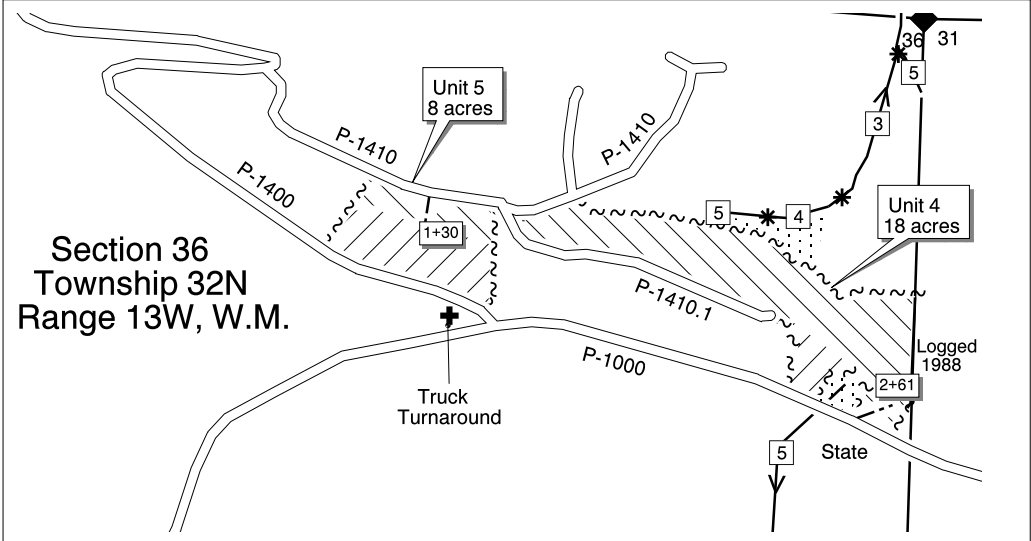 36
31
5
Unit 5
8 acres
3
P-1410
P-1410
P-1400
Unit 4
18 acres
5
4
1+30
Section 36
Township 32N
Range 13W, W.M.
P-1410.1
Logged
1988
P-1000
2+61
Truck
Turnaround
5
State